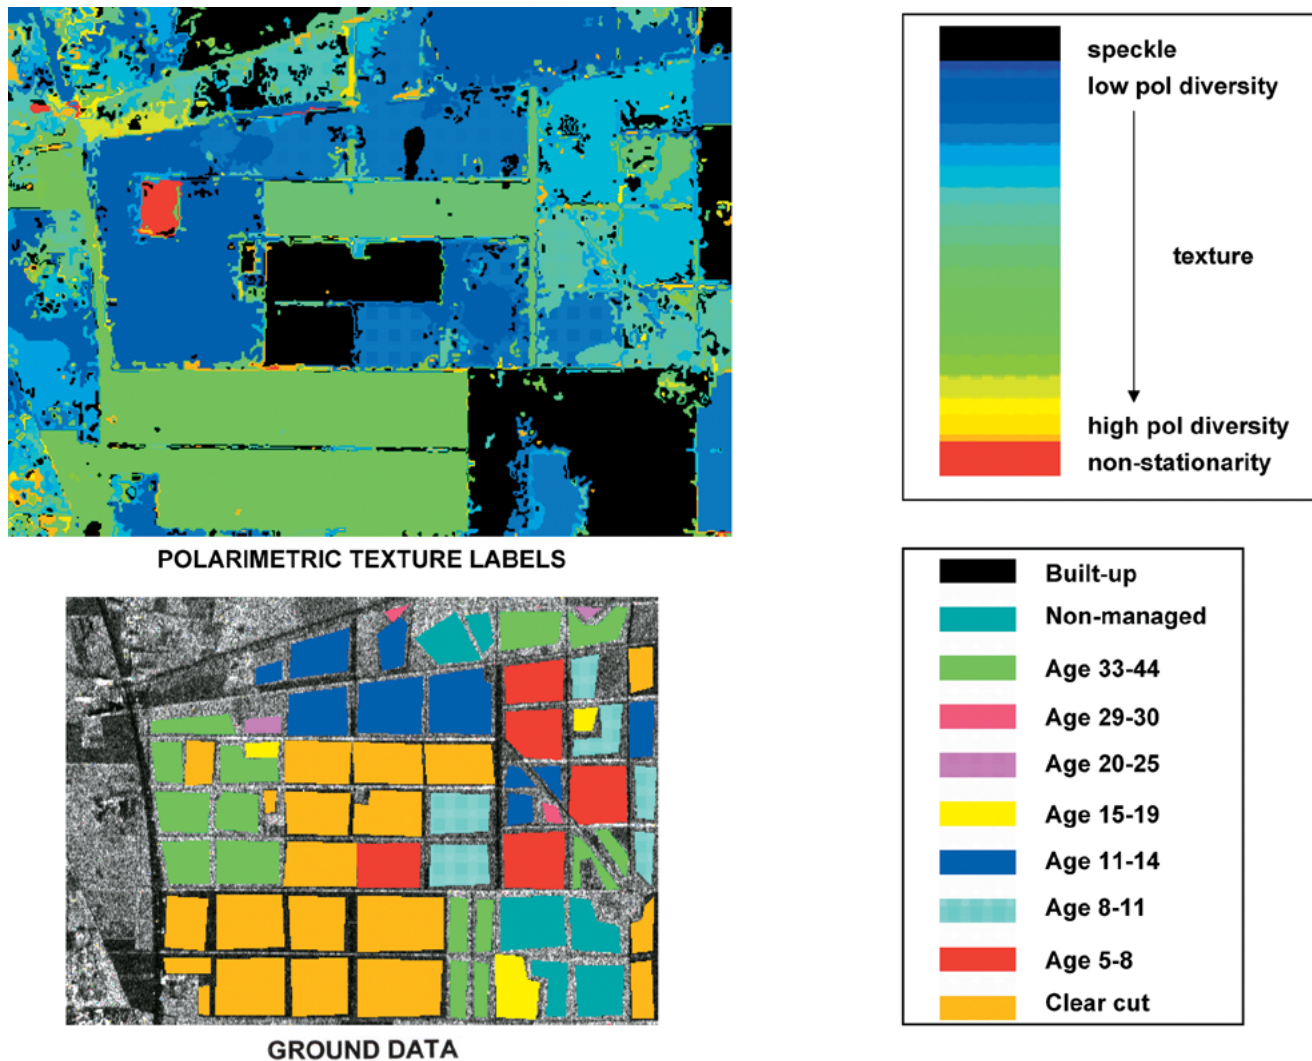 speckle
low pol diversity
texture
high pol diversity
non-stationarity
POLARIMETRIC TEXTURE LABELS
Built-up
Non-managed
Age 33-44
Age 29-30
Age 20-25
Age 15-19
Age 11-14
Age 8-11
Age 5-8
Clear cut
GROUND DATA